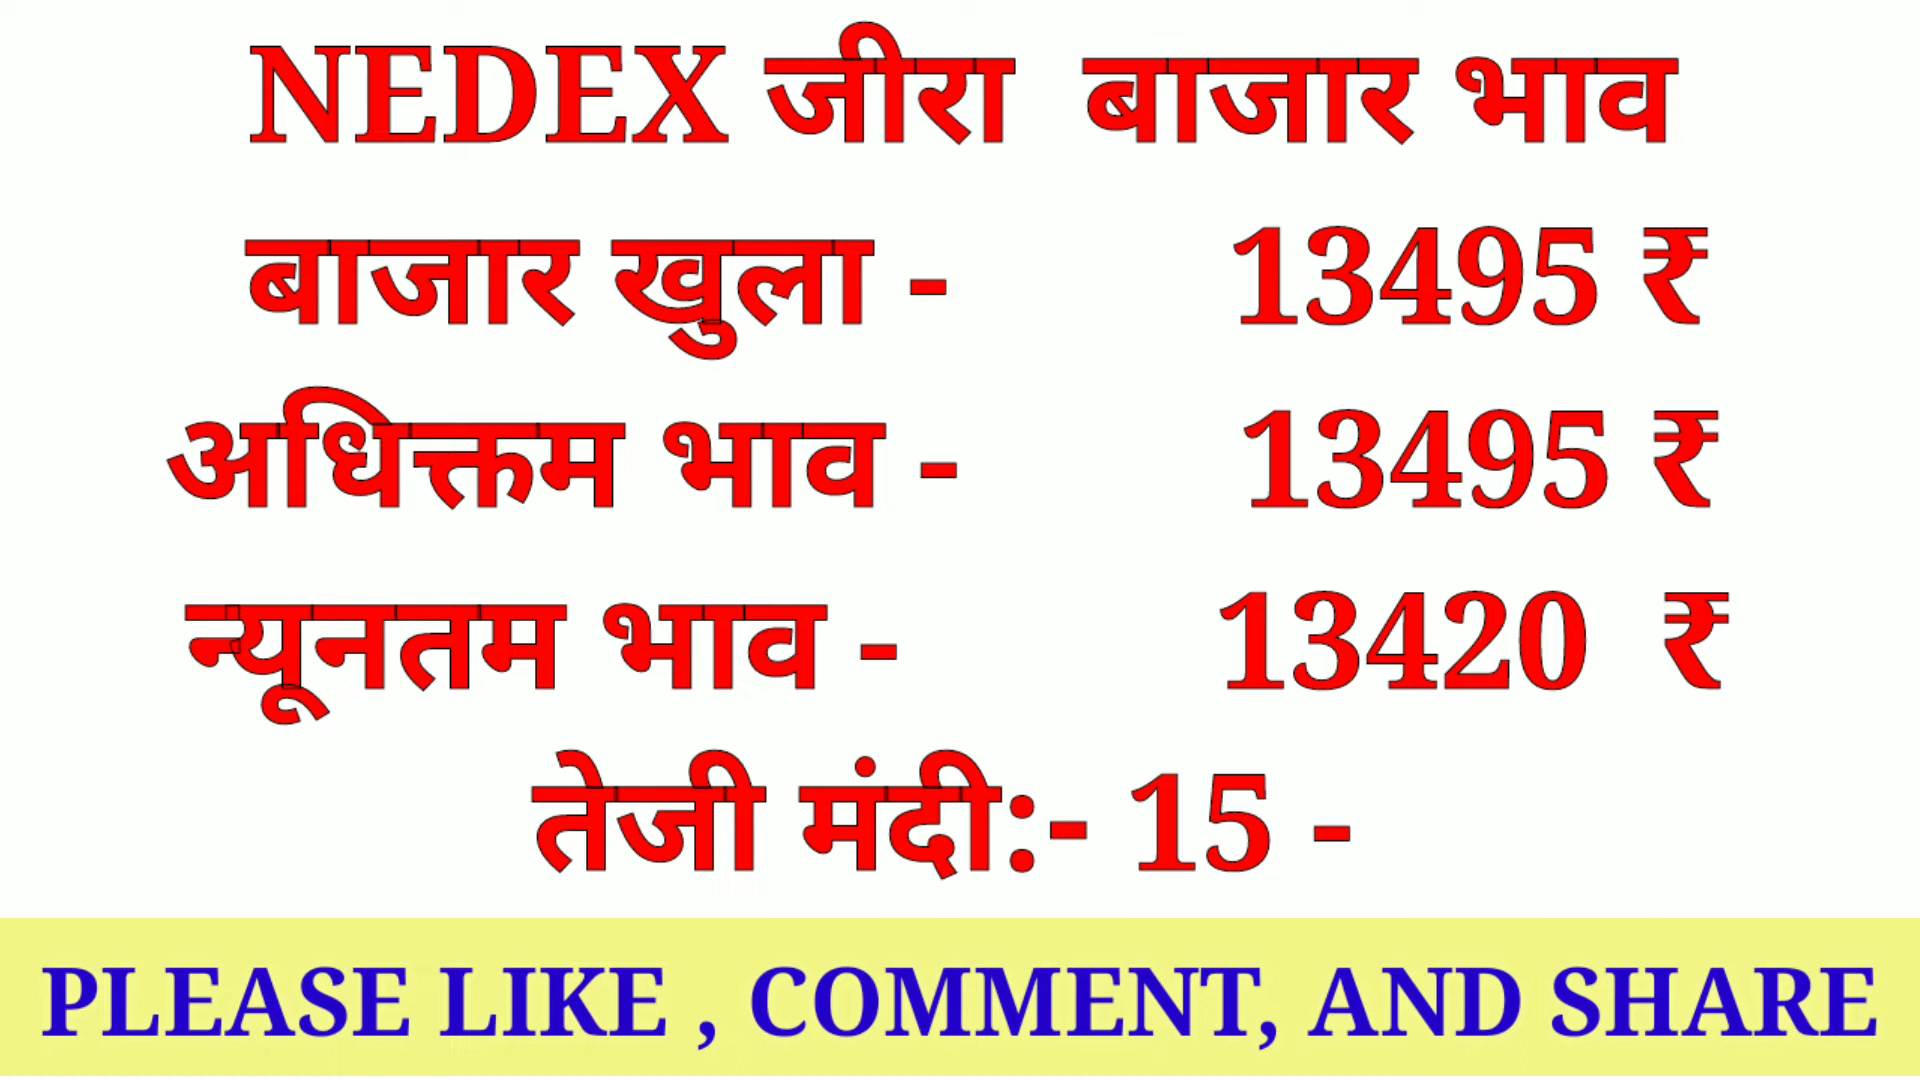 NEDEX जीरा बाजार भाव
बाजार खुला - 13495 ₹
अधिक्तम भाव - 13495 ₹
न्यूनतम भाव - 13420 ₹
तेजी मंदी:- 15 -
PLEASE LIKE , COMMENT, AND SHARE